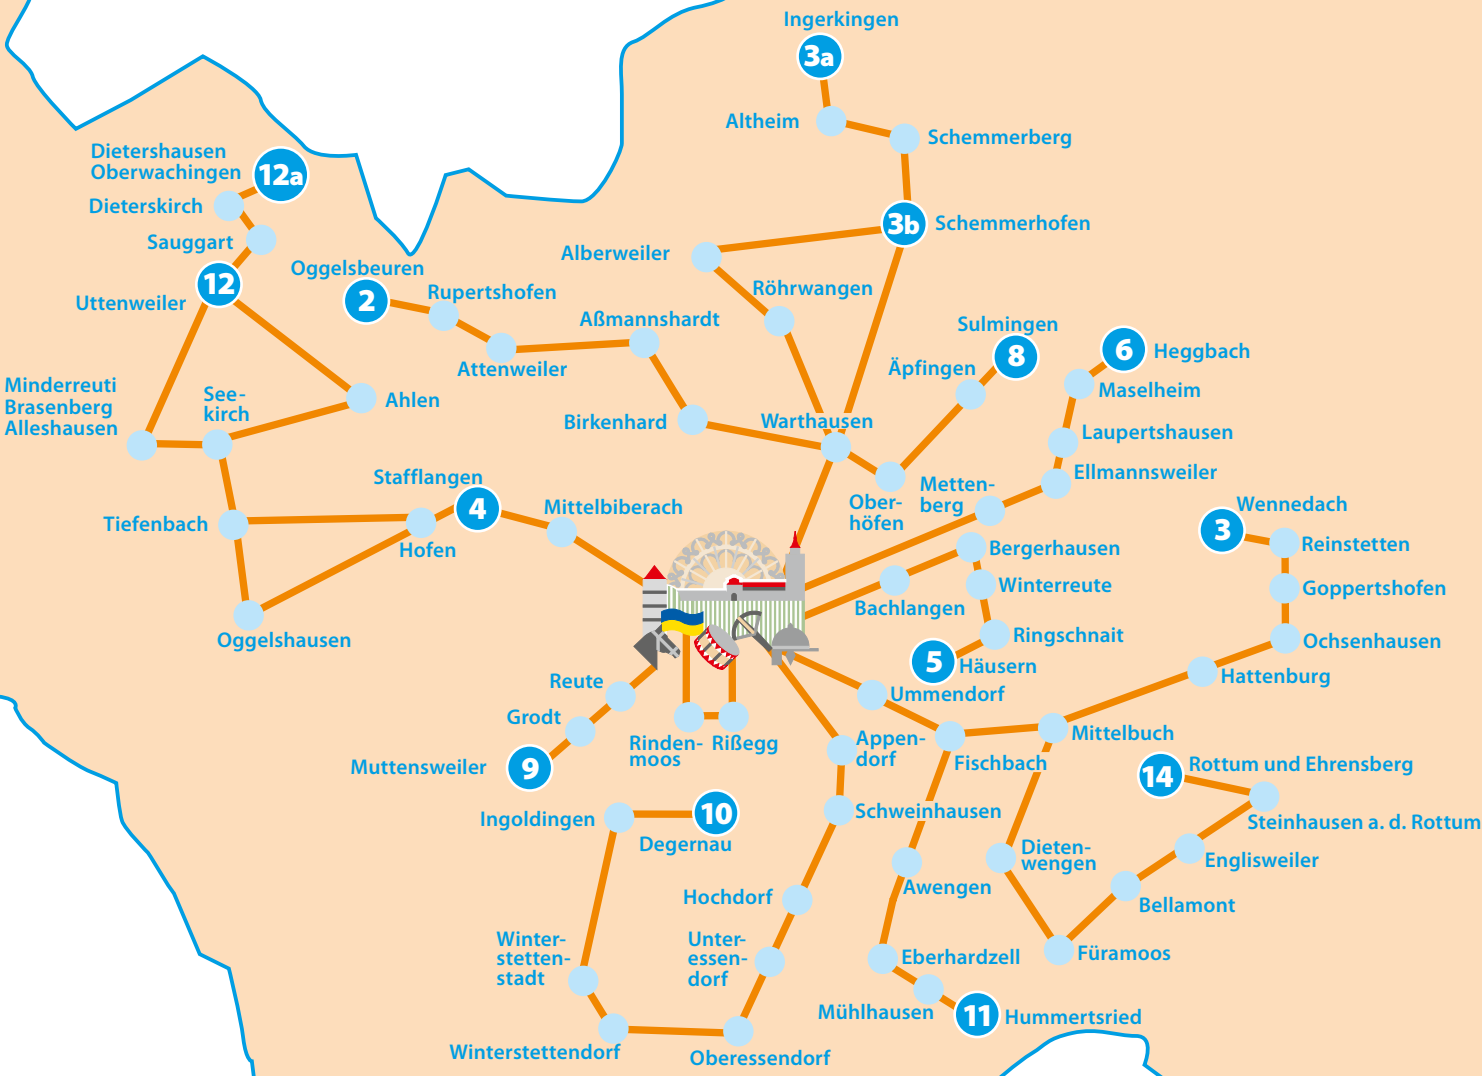 Ingerkingen
3a
Altheim
Schemmerberg
3b
Schemmerhofen
Alberweiler
Röhrwangen
Dietershausen
Oberwachingen
12a
Dieterskirch
Sauggart
12
Uttenweiler
Oggelsbeuren
2
Rupertshofen
Attenweiler
Aßmannshardt
Birkenhard
Warthausen
Sulmingen
8
Äpfingen
Ober-
höfen
6
Heggbach
Maselheim
Laupertshausen
Ellmannsweiler
Metten-
berg
Minderreuti
Brasenberg
Alleshausen
See-
kirch
Ahlen
Tiefenbach
Oggelshausen
Hofen
Stafflangen
4
Mittelbiberach
Bergerhausen
Winterreute
Bachlangen
Ringschnait
5
Häusern
Wennedach
3
Reinstetten
Goppertshofen
Ochsenhausen
Hattenburg
Mittelbuch
Ummendorf
Fischbach
Reute
Grodt
9
Muttensweiler
Rinden-
moos
Rißegg
Appen-
dorf
Schweinhausen
Hochdorf
Unter-
essen-
dorf
Oberessendorf
Winterstettendorf
Winter-
stetten-
stadt
Ingoldingen
10
Degernau
Awengen
Eberhardzell
Mühlhausen
11
Hummertsried
Dieten-
wengen
Füramoos
Bellamont
Englisweiler
Steinhausen a. d. Rottum
14
Rottum und Ehrensberg